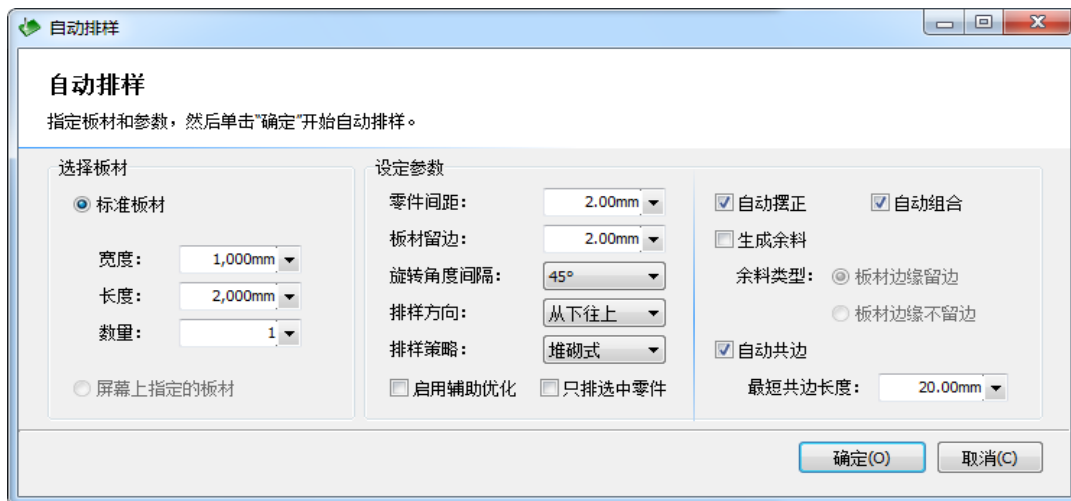 自动排样
自动排样
指定板材和参数，然后单击“确定”开始自动排样。
选择板材
标准板材
宽度： 1,000mm
长度： 2,000mm
数量： 1
屏幕上指定的板材
设定参数
零件间距： 2.00mm
板材留边： 2.00mm
旋转角度间隔： 45°
排样方向： 从下往上
排样策略： 堆砌式
启用辅助优化 只排选中零件
自动摆正 自动组合
生成余料
余料类型： 板材边缘留边
板材边缘不留边
自动共边
最短共边长度： 20.00mm
确定(O) 取消(C)